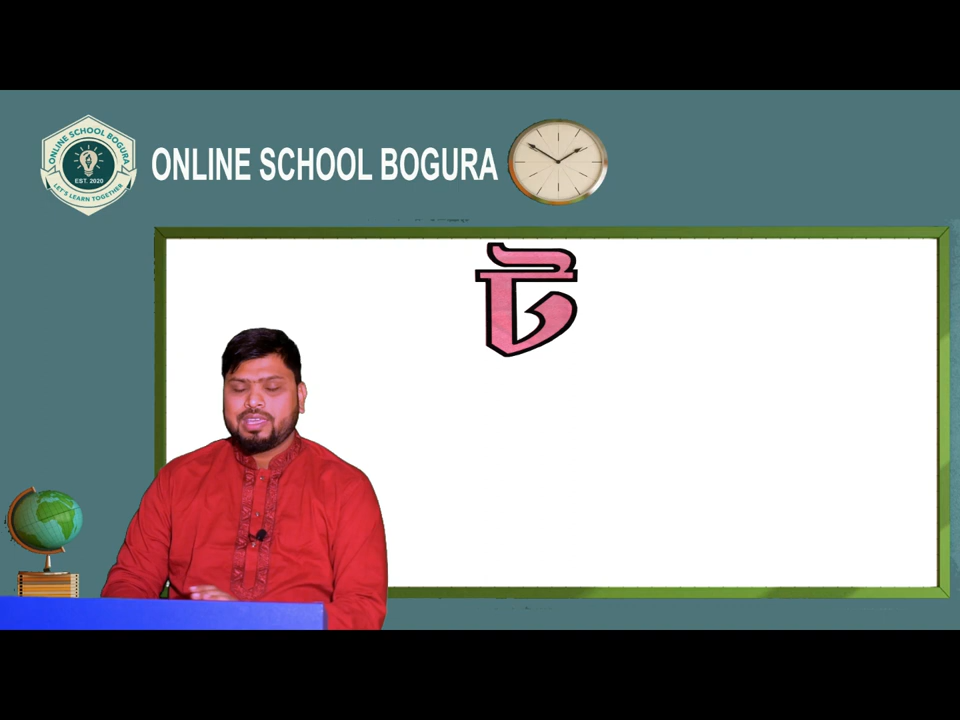 ONLINE SCHOOL BOGURA
EST. 2020
LET'S LEARN TOGETHER
ONLINE SCHOOL BOGURA
ট